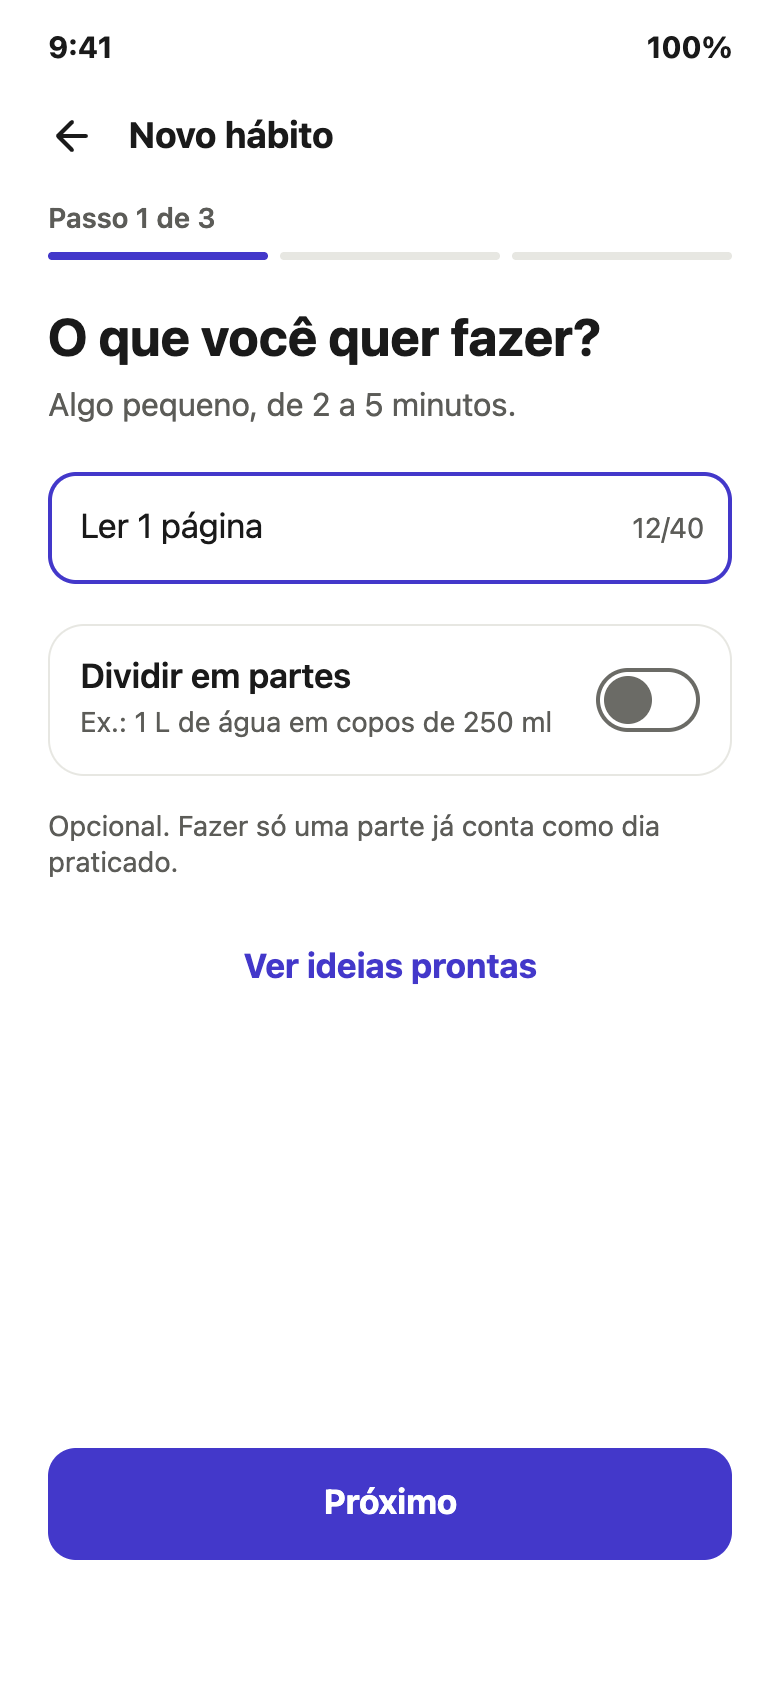 9:41
100%
Novo hábito
Passo 1 de 3
O que você quer fazer?
Algo pequeno, de 2 a 5 minutos.
Ler 1 página
12/40
Dividir em partes
Ex.: 1 L de água em copos de 250 ml
Opcional. Fazer só uma parte já conta como dia
praticado.
Ver ideias prontas
Próximo